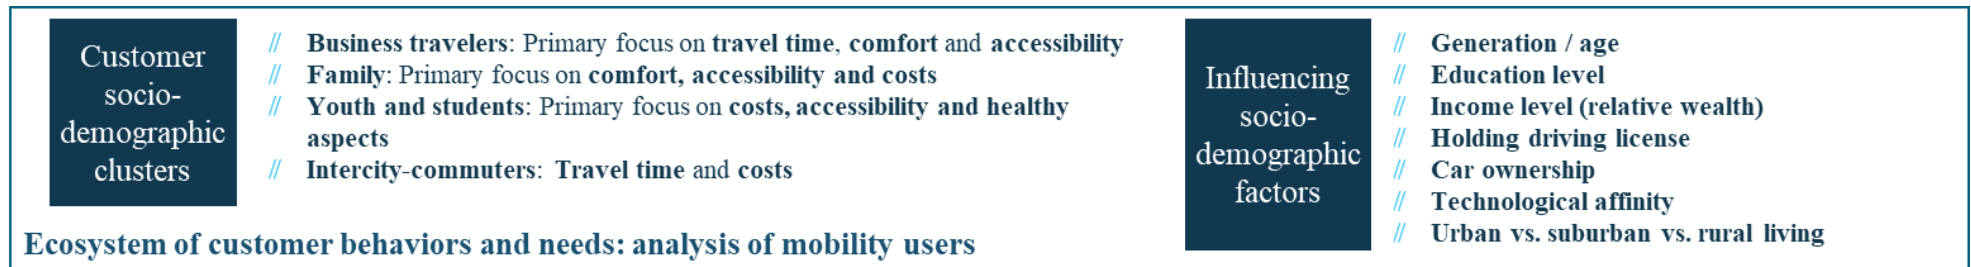 Customer
socio-
demographic
clusters
// Business travelers: Primary focus on travel time, comfort and accessibility
// Family: Primary focus on comfort, accessibility and costs
// Youth and students: Primary focus on costs, accessibility and healthy
aspects
// Intercity-commuters: Travel time and costs
Influencing
socio-
demographic
factors
// Generation / age
// Education level
// Income level (relative wealth)
// Holding driving license
// Car ownership
// Technological affinity
// Urban vs. suburban vs. rural living
Ecosystem of customer behaviors and needs: analysis of mobility users